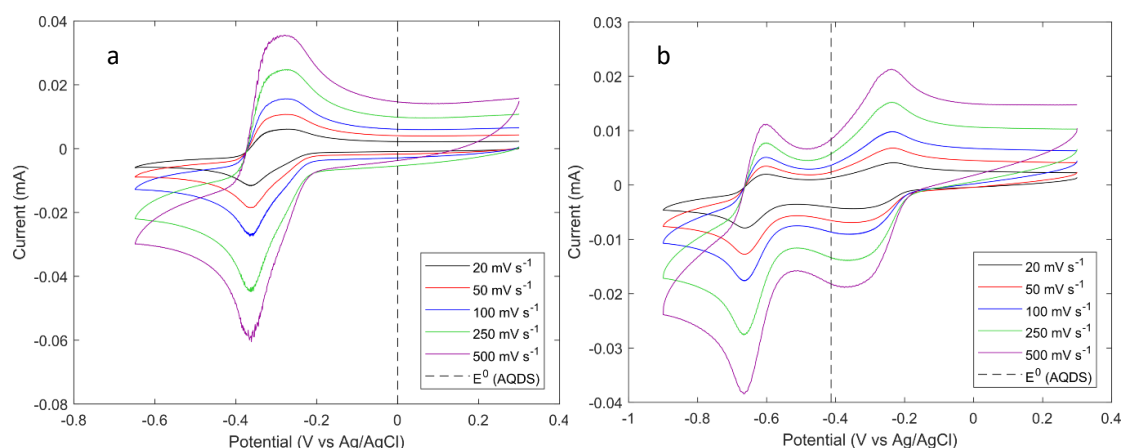 a
0.04
0.02
0
-0.02
-0.04
-0.06
-0.08
Current (mA)
-0.8 -0.6 -0.4 -0.2 0 0.2 0.4
Potential (V vs Ag/AgCl)
20 mV s⁻¹
50 mV s⁻¹
100 mV s⁻¹
250 mV s⁻¹
500 mV s⁻¹
E⁰ (AQDS)
b
0.03
0.02
0.01
0
-0.01
-0.02
-0.03
-0.04
Current (mA)
-1 -0.8 -0.6 -0.4 -0.2 0 0.2 0.4
Potential (V vs Ag/AgCl)
20 mV s⁻¹
50 mV s⁻¹
100 mV s⁻¹
250 mV s⁻¹
500 mV s⁻¹
E⁰ (AQDS)